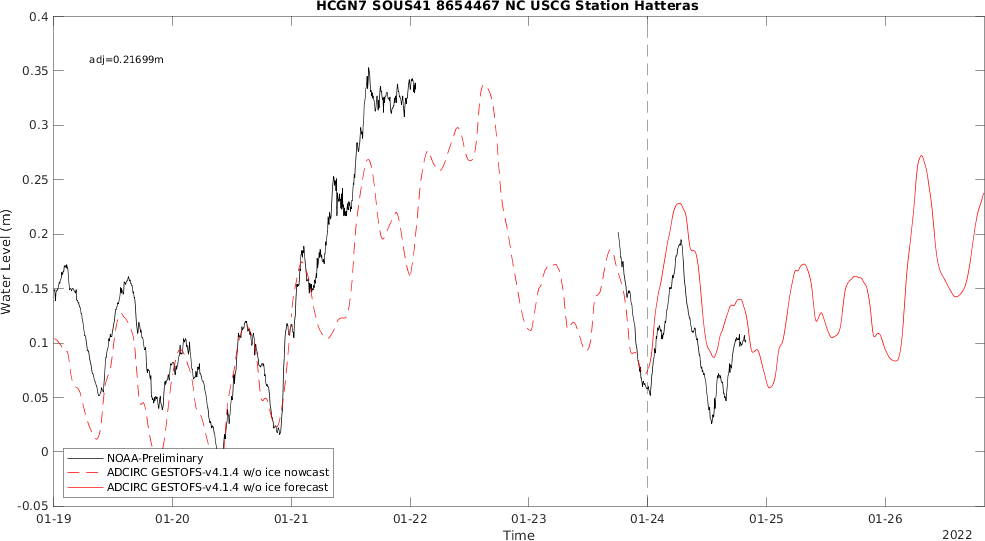 HCGN7 SOUS41 8654467 NC USCG Station Hatteras
0.4
adj=0.21699m
0.35
0.3
0.25
0.2
0.15
0.1
0.05
0
-0.05
Water Level (m)
NOAA-Preliminary
ADCIRC GESTOFS-v4.1.4 w/o ice nowcast
ADCIRC GESTOFS-v4.1.4 w/o ice forecast
01-19 01-20 01-21 01-22 01-23 01-24 01-25 01-26
Time
2022